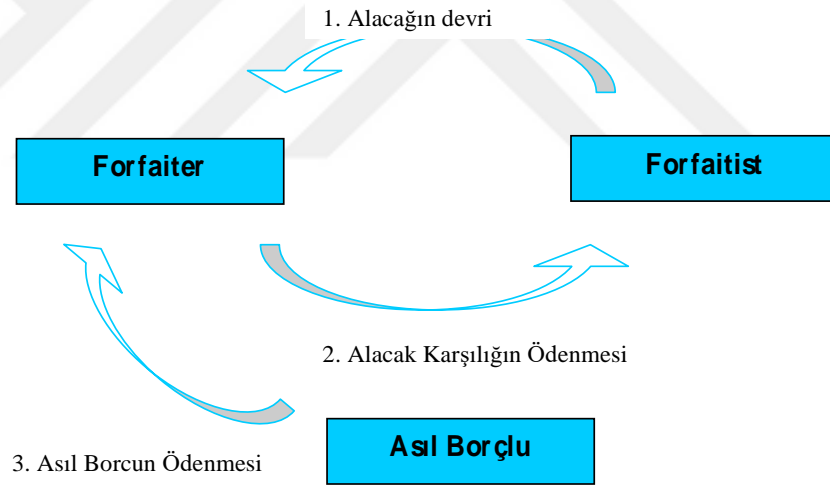 1. Alacağın devri
Forfaiter
Forfaitist
2. Alacak Karşılığın Ödenmesi
Asıl Borçlu
3. Asıl Borcun Ödenmesi